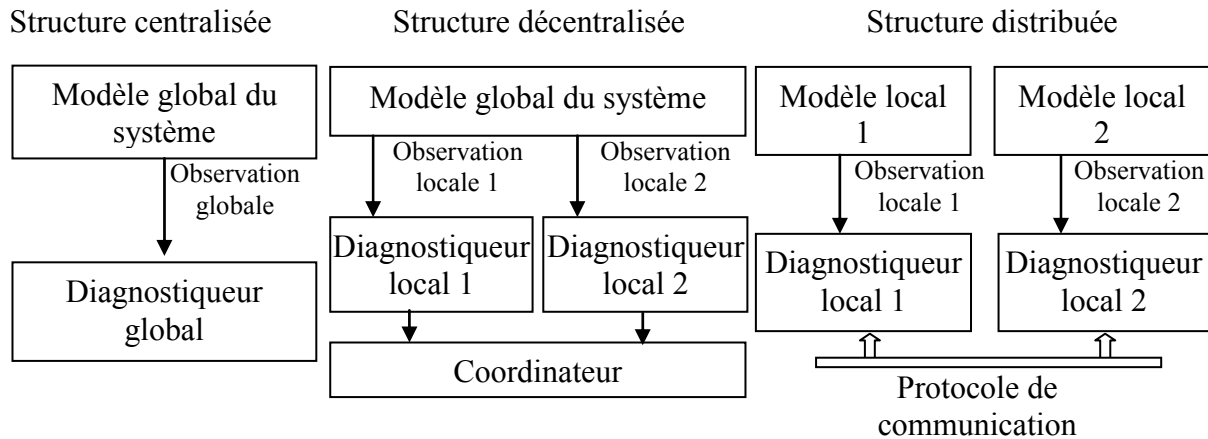 Structure centralisée
Modèle global du
système
Observation
globale
Diagnostiqueur
global
Structure décentralisée
Modèle global du système
Observation
locale 1
Observation
locale 2
Diagnostiqueur
local 1
Diagnostiqueur
local 2
Coordinateur
Structure distribuée
Modèle local
1
Modèle local
2
Observation
locale 1
Observation
locale 2
Diagnostiqueur
local 1
Diagnostiqueur
local 2
Protocole de
communication